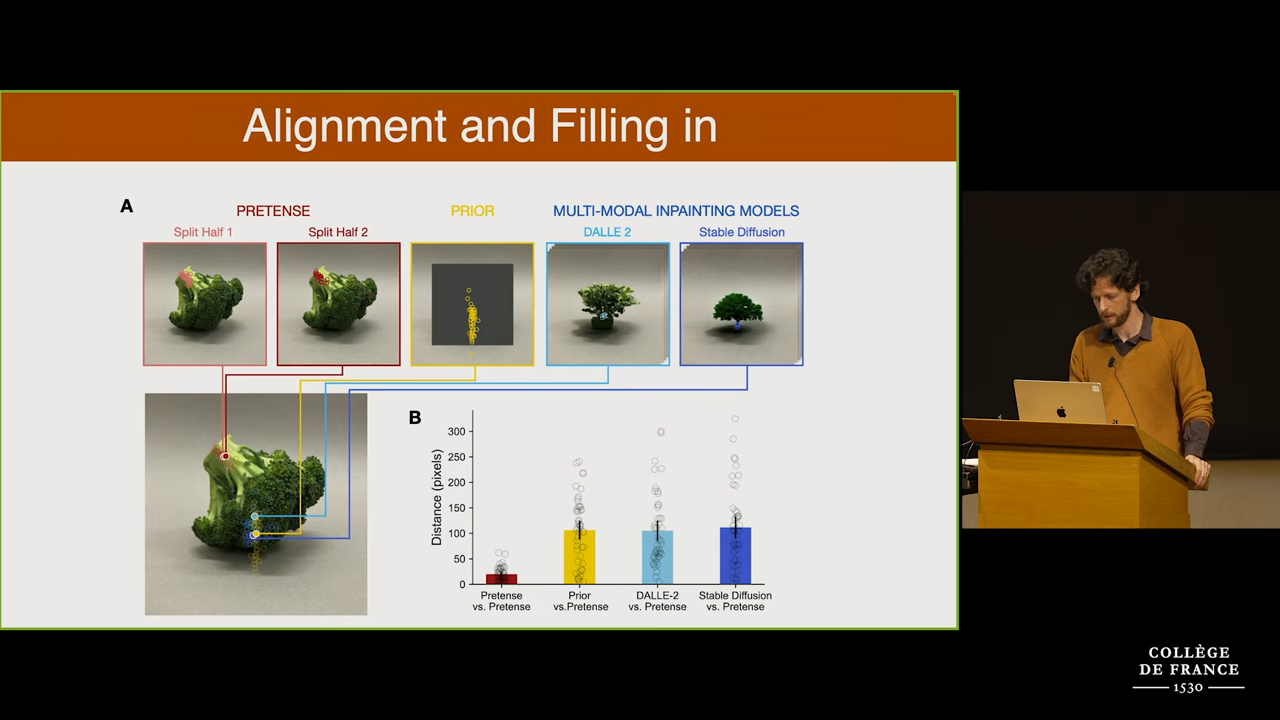 Alignment and Filling in
A
PRETENSE
PRIOR
MULTI-MODAL INPAINTING MODELS
Split Half 1
Split Half 2
DALLE 2
Stable Diffusion
B
Distance (pixels)
300
250
200
150
100
50
0
Pretense
vs. Pretense
Prior
vs.Pretense
DALLE-2
vs. Pretense
Stable Diffusion
vs. Pretense
COLLÈGE
DE FRANCE
1530